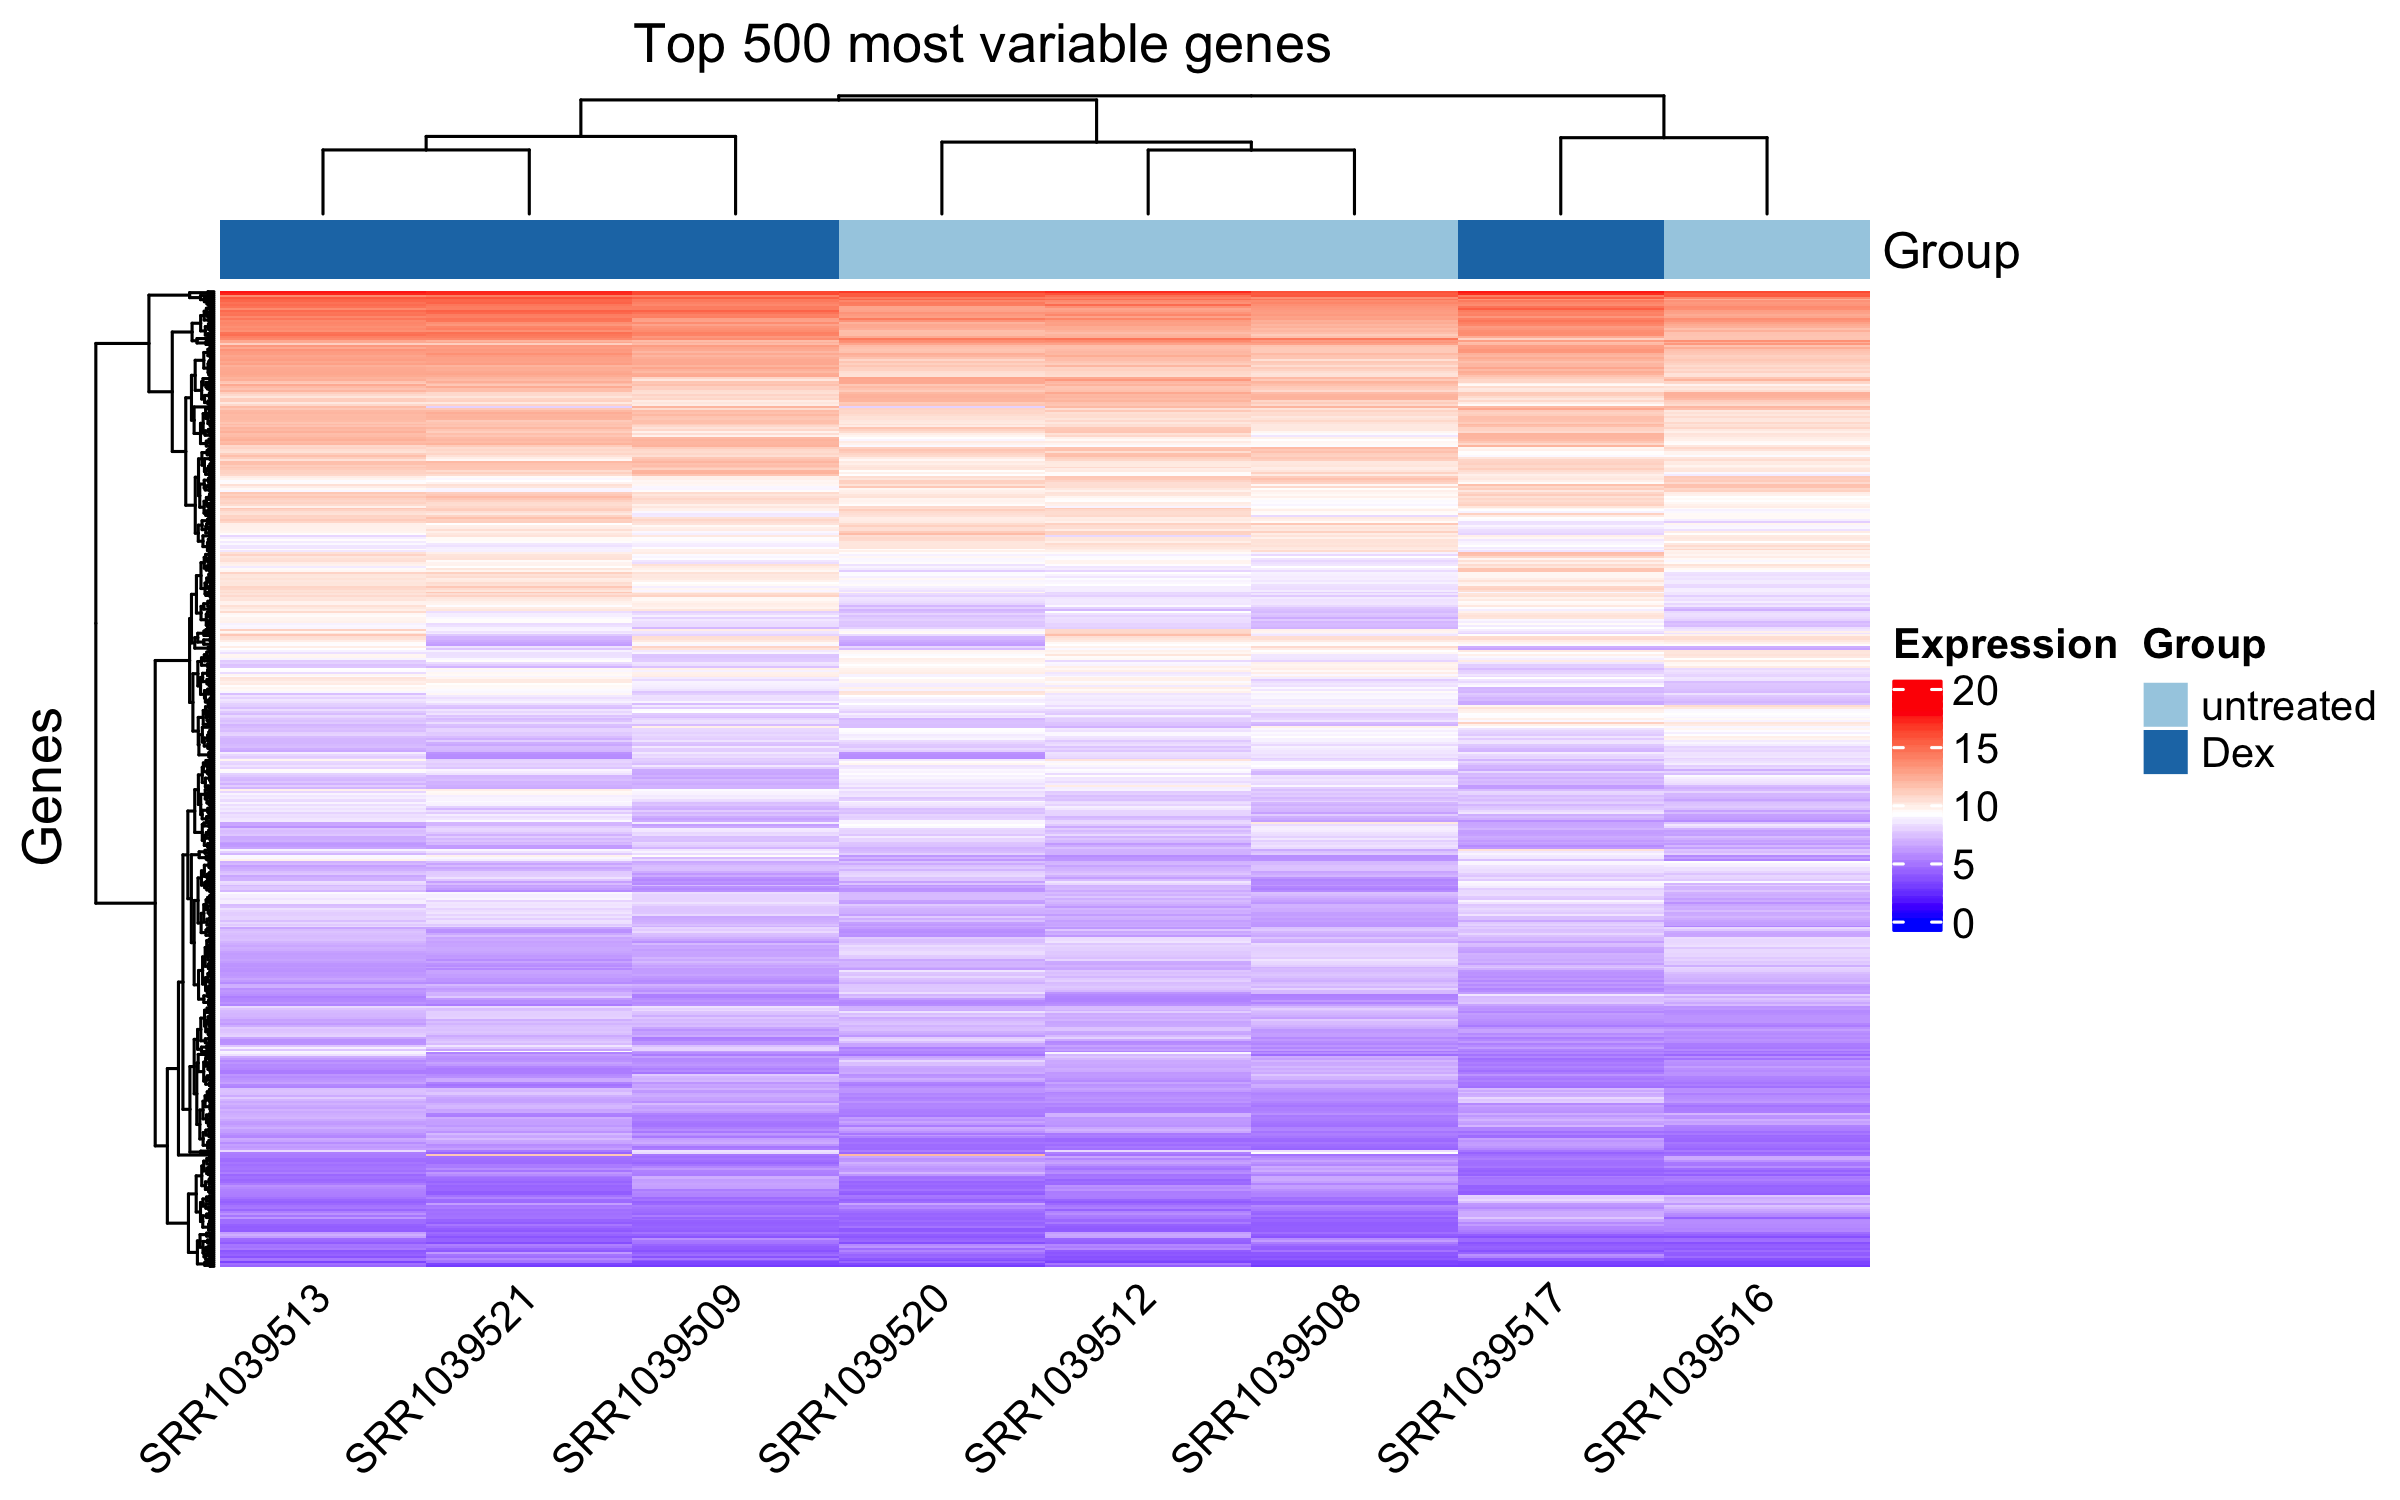 Top 500 most variable genes
Group
Genes
Expression
20
15
10
5
0
Group
untreated
Dex
SRR1039513
SRR1039521
SRR1039509
SRR1039520
SRR1039512
SRR1039508
SRR1039517
SRR1039516